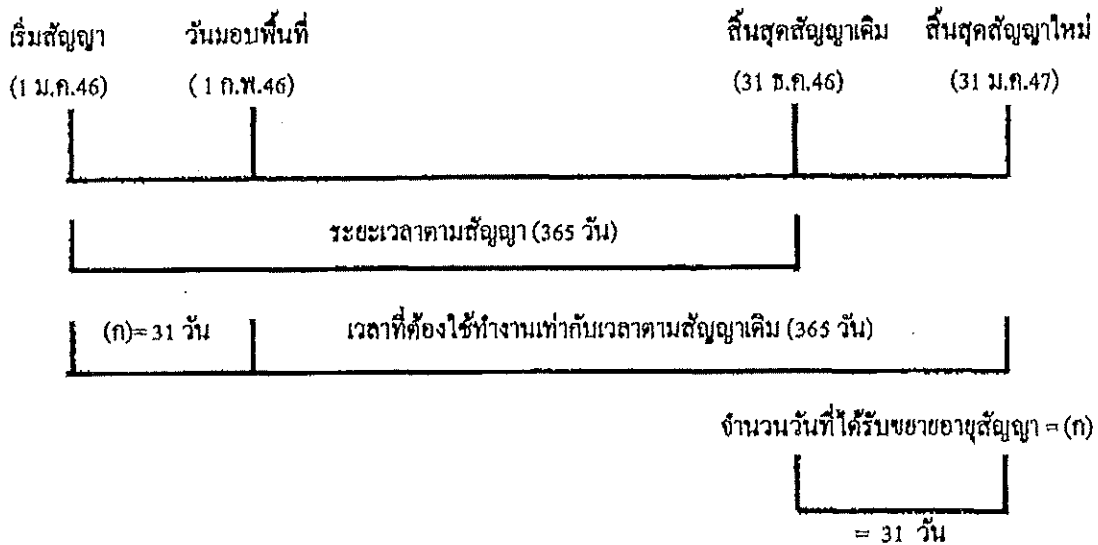 เริ่มสัญญา วันมอบพื้นที่ สิ้นสุดสัญญาเดิม สิ้นสุดสัญญาใหม่
(1 ม.ค.46) ( 1 ก.พ.46) (31 ธ.ค.46) (31 ม.ค.47)
ระยะเวลาตามสัญญา (365 วัน)
(ก)= 31 วัน เวลาที่ต้องใช้ทำงานเท่ากับเวลาตามสัญญาเดิม (365 วัน)
จำนวนวันที่ได้รับขยายอายุสัญญา = (ก)
= 31 วัน